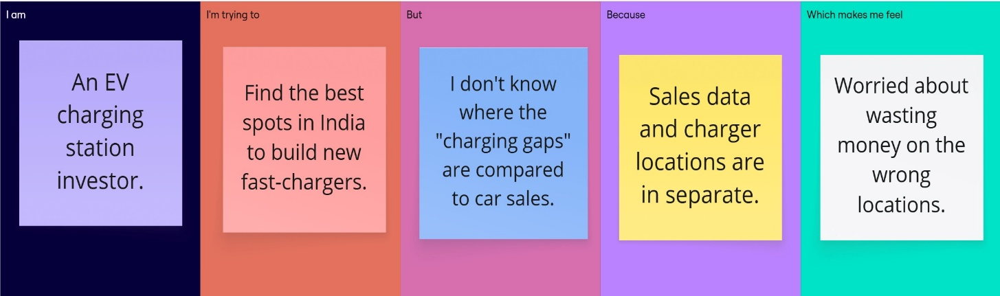 I am
An EV
charging
station
investor.
I'm trying to
Find the best
spots in India
to build new
fast-chargers.
But
I don't know
where the
"charging gaps"
are compared
to car sales.
Because
Sales data
and charger
locations are
in separate.
Which makes me feel
Worried about
wasting
money on the
wrong
locations.